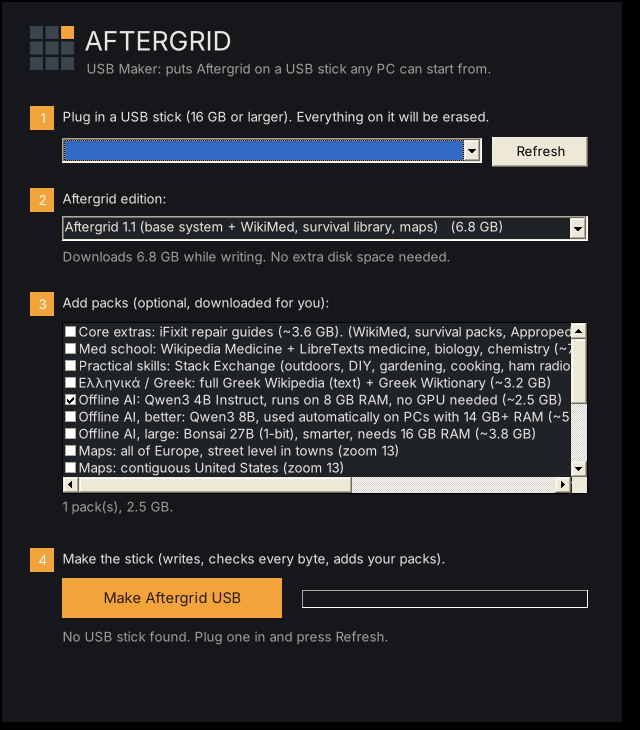 AFTERGRID
USB Maker: puts Aftergrid on a USB stick any PC can start from.
1 Plug in a USB stick (16 GB or larger). Everything on it will be erased.
Refresh
2 Aftergrid edition:
Aftergrid 1.1 (base system + WikiMed, survival library, maps) (6.8 GB)
Downloads 6.8 GB while writing. No extra disk space needed.
3 Add packs (optional, downloaded for you):
Core extras: iFixit repair guides (~3.6 GB). (WikiMed, survival packs, Approped
Med school: Wikipedia Medicine + LibreTexts medicine, biology, chemistry (~7
Practical skills: Stack Exchange (outdoors, DIY, gardening, cooking, ham radio
Ελληνικά / Greek: full Greek Wikipedia (text) + Greek Wiktionary (~3.2 GB)
Offline AI: Qwen3 4B Instruct, runs on 8 GB RAM, no GPU needed (~2.5 GB)
Offline AI, better: Qwen3 8B, used automatically on PCs with 14 GB+ RAM (~5
Offline AI, large: Bonsai 27B (1-bit), smarter, needs 16 GB RAM (~3.8 GB)
Maps: all of Europe, street level in towns (zoom 13)
Maps: contiguous United States (zoom 13)
1 pack(s), 2.5 GB.
4 Make the stick (writes, checks every byte, adds your packs).
Make Aftergrid USB
No USB stick found. Plug one in and press Refresh.